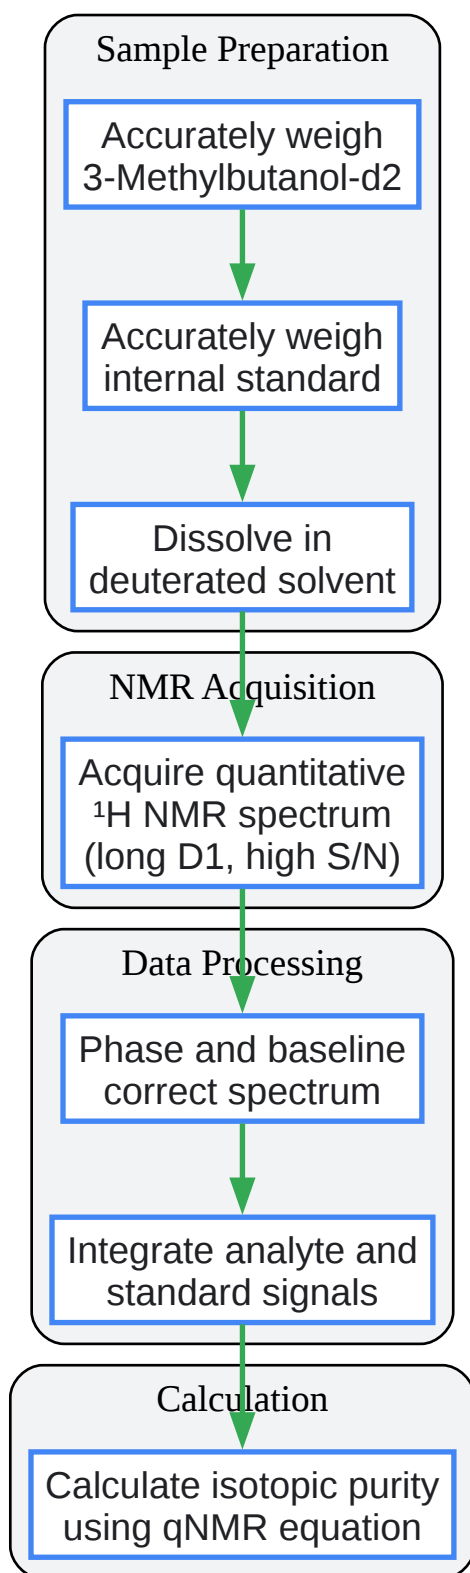 Sample Preparation
Accurately weigh
3-Methylbutanol-d2
Accurately weigh
internal standard
Dissolve in
deuterated solvent
NMR Acquisition
Acquire quantitative
¹H NMR spectrum
(long D1, high S/N)
Data Processing
Phase and baseline
correct spectrum
Integrate analyte and
standard signals
Calculation
Calculate isotopic purity
using qNMR equation